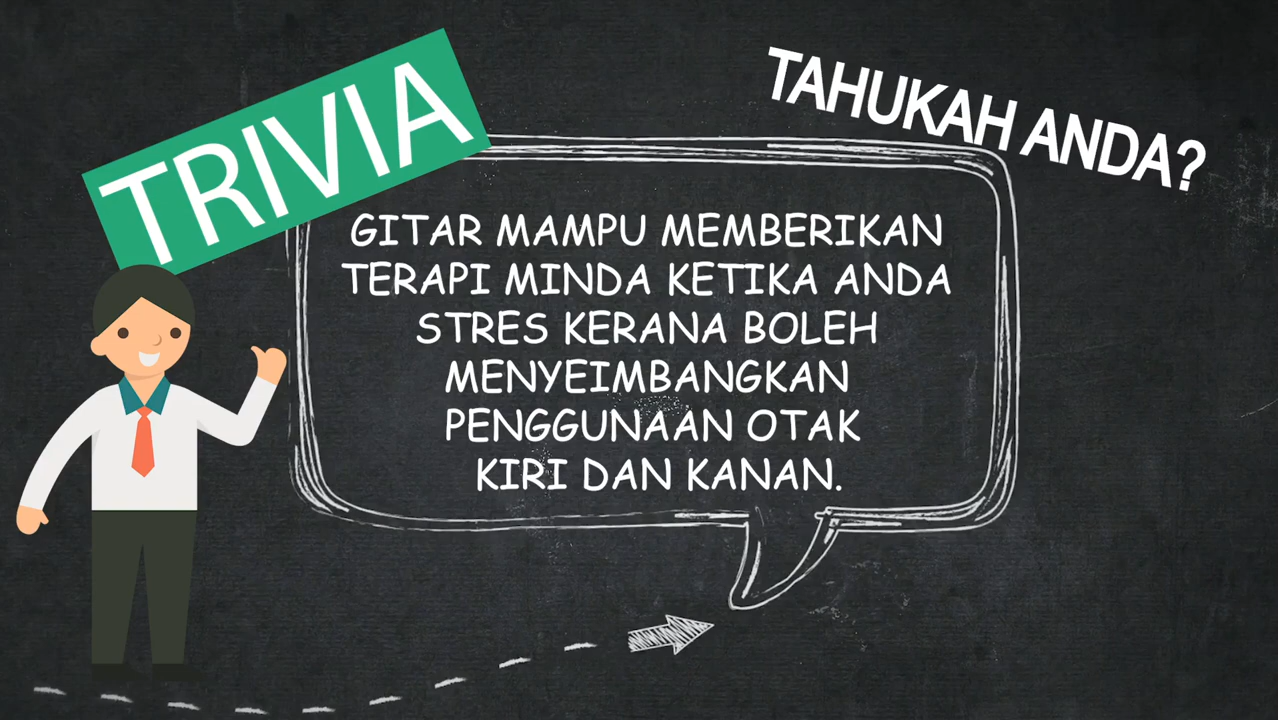 TRIVIA
TAHUKAH ANDA?
GITAR MAMPU MEMBERIKAN
TERAPI MINDA KETIKA ANDA
STRES KERANA BOLEH
MENYEIMBANGKAN
PENGGUNAAN OTAK
KIRI DAN KANAN.